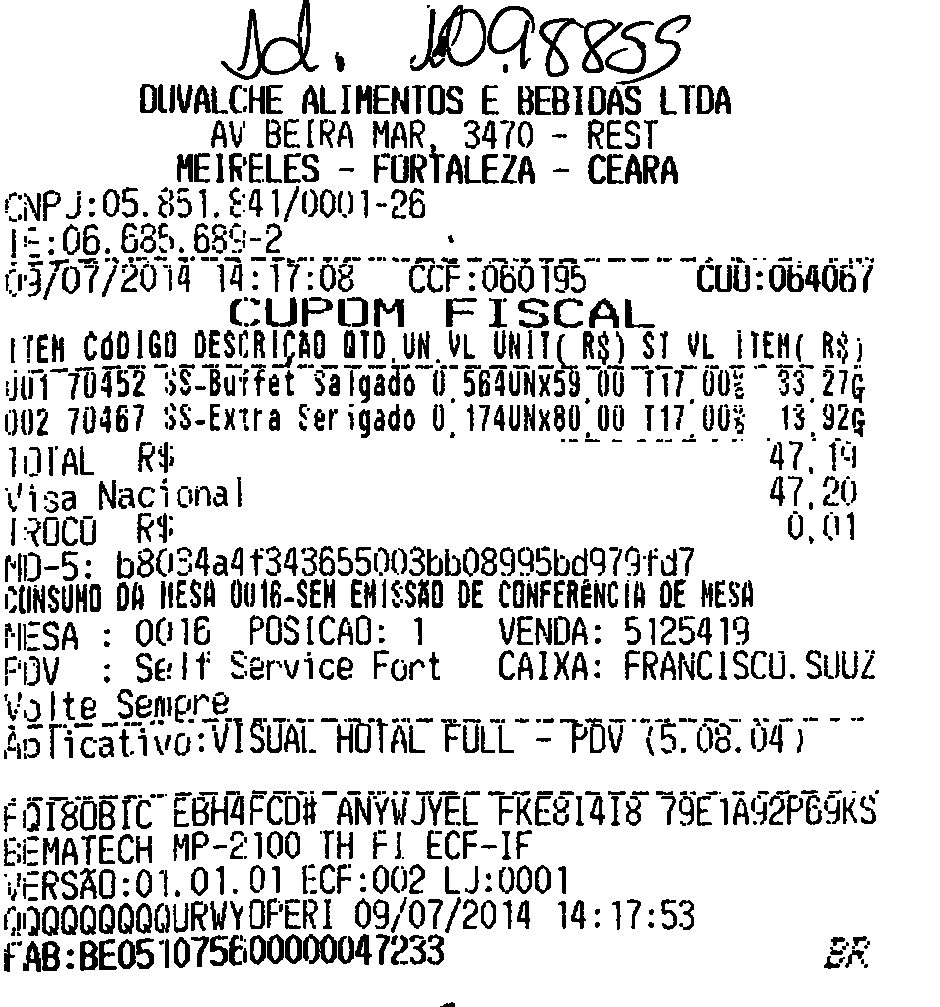 Id. 1098855
DUVALCHE ALIMENTOS E BEBIDAS LTDA
AV BEIRA MAR, 3470 - REST
MEIRELES - FORTALEZA - CEARA
CNPJ:05.851.841/0001-26
IE:06.685.689-2
09/07/2014 14:17:08 CCF:060195 COO:064067
CUPOM FISCAL
ITEM CÓDIGO DESCRIÇÃO QTD.UN.VL UNIT( R$) ST VL ITEM( R$)
001 70452 SS-Buffet Salgado 0,564UNx59,00 T17,00% 33,27G
002 70467 SS-Extra Serigado 0,174UNx80,00 T17,00% 13,92G
TOTAL R$ 47,19
Visa Nacional 47,20
TROCO R$ 0,01
MD-5: b8034a4f343655003bb08995bd979fd7
CONSUMO DA MESA 0016-SEM EMISSÃO DE CONFERÊNCIA DE MESA
MESA : 0016 POSICAO: 1 VENDA: 5125419
PDV : Self Service Fort CAIXA: FRANCISCO.SOUZ
Volte Sempre
Aplicativo:VISUAL HOTAL FULL - PDV (5.08.04)
FQI8OBIC EBH4FCD# ANYWJYEL FKE8I4I8 79E1A92P69KS
BEMATECH MP-2100 TH FI ECF-IF
VERSÃO:01.01.01 ECF:002 LJ:0001
QQQQQQQQQURWYOPERI 09/07/2014 14:17:53
FAB:BE051075600000047233 BR